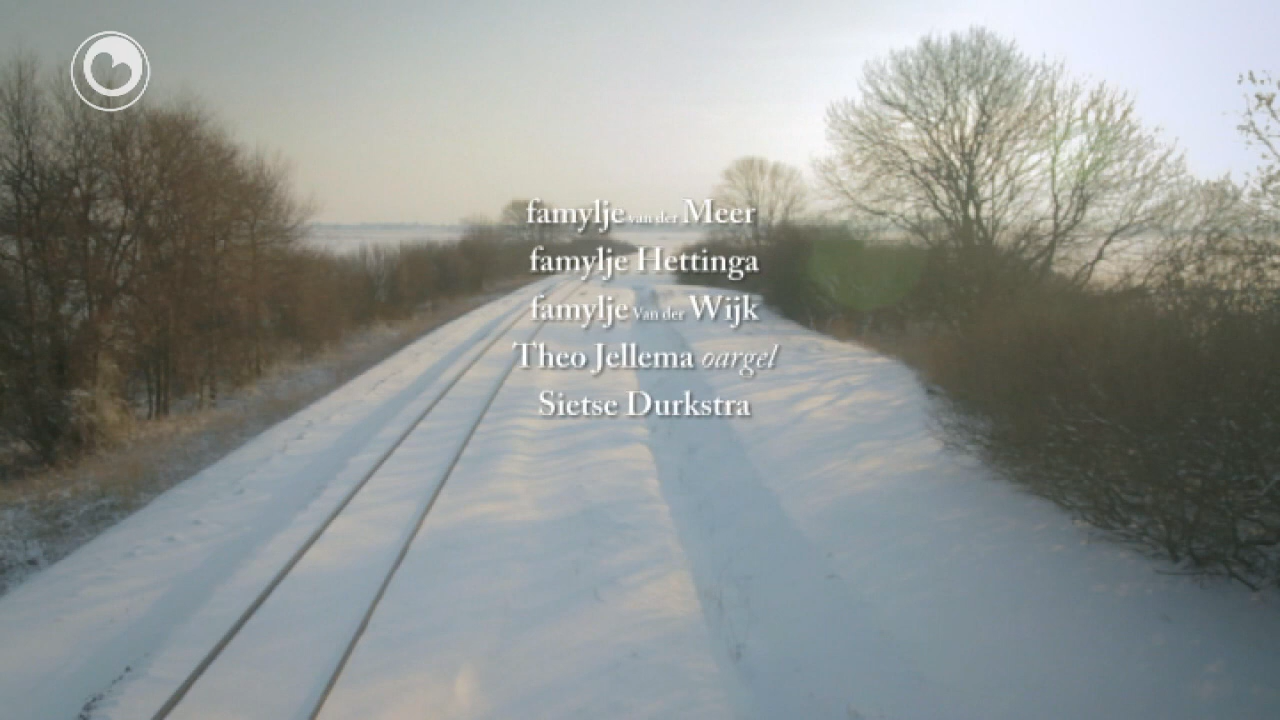 famylje van der Meer
famylje Hettinga
famylje Van der Wijk
Theo Jellema oargel
Sietse Durkstra